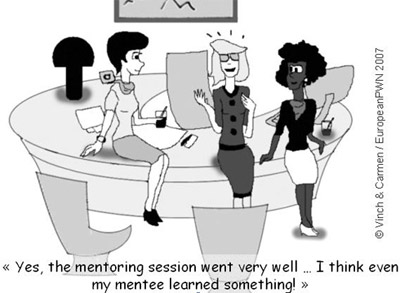 © Vinch & Carmen / EuropeanPWN 2007
« Yes, the mentoring session went very well ... I think even
my mentee learned something! »